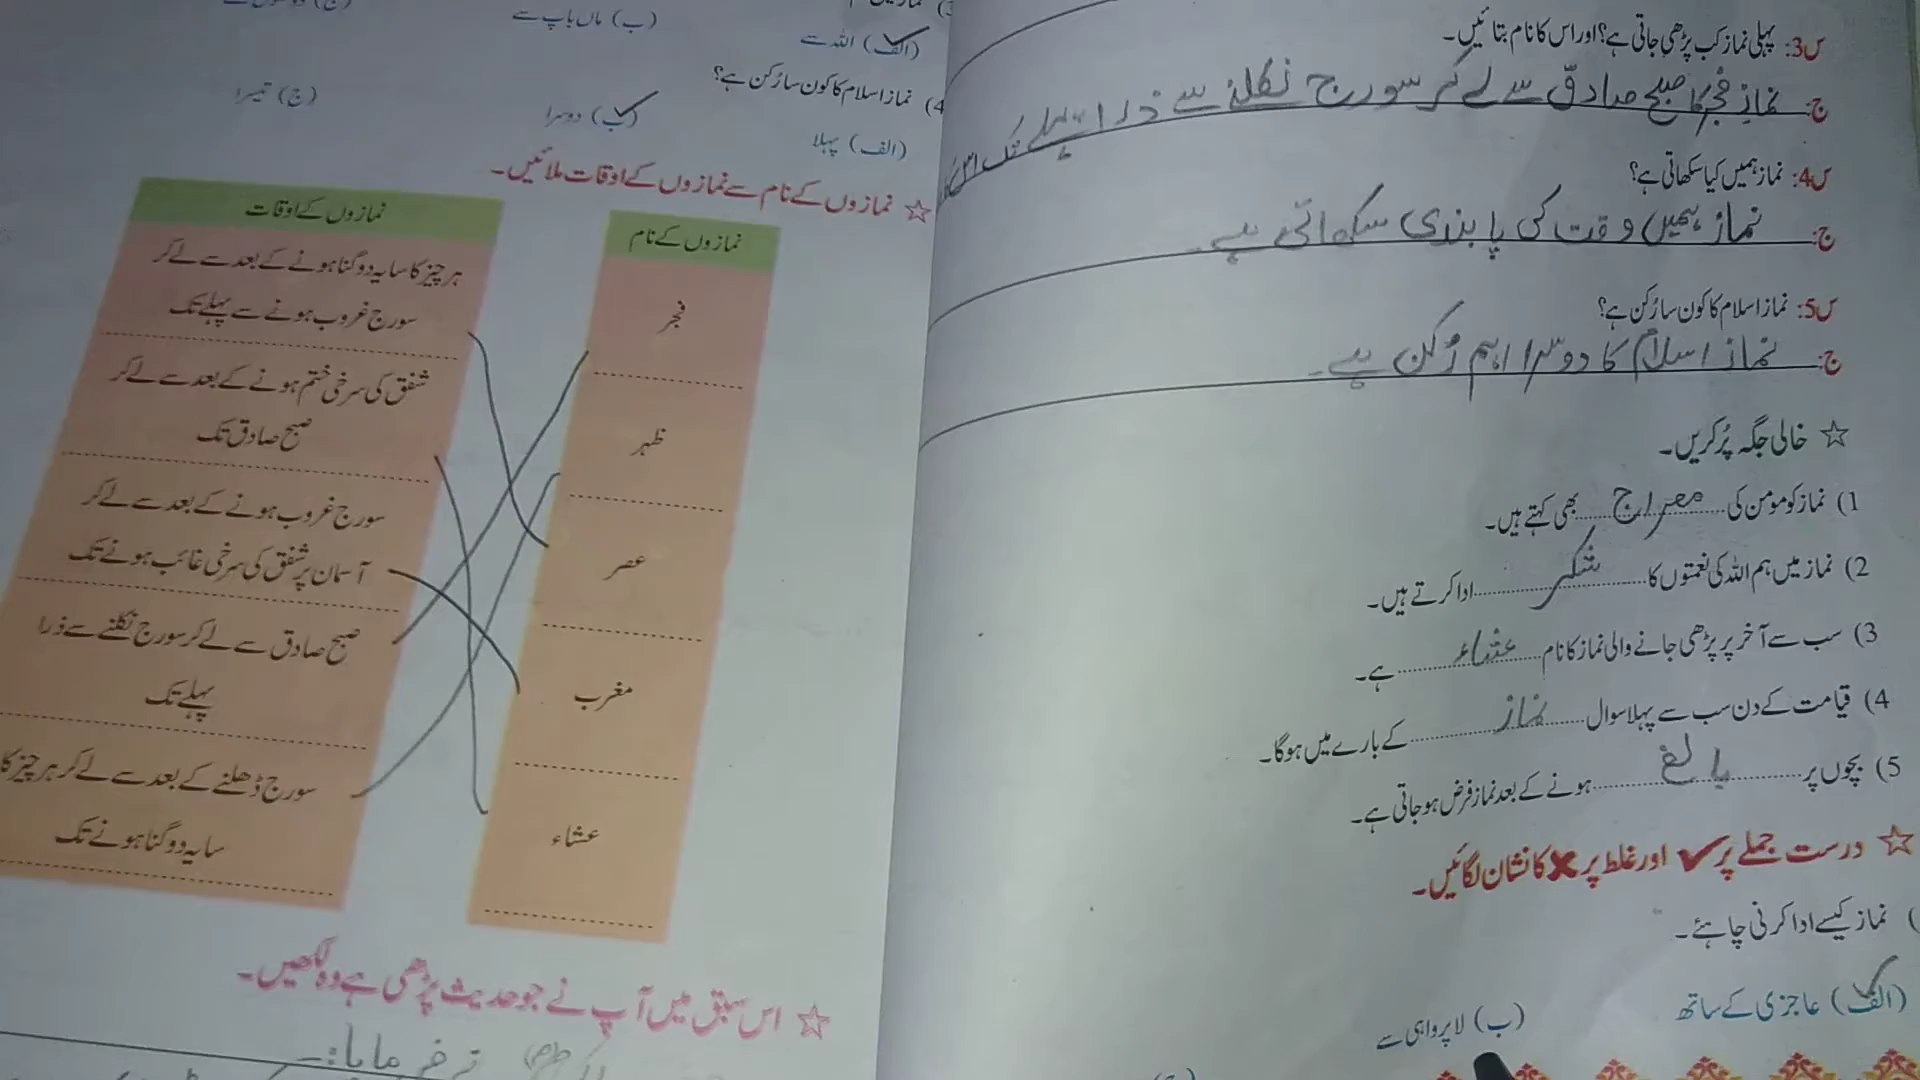 س3: پہلی نماز کب پڑھی جاتی ہے؟ اور اس کا نام بتائیں۔
ج: نمازِ فجر کا صبح صادق سے لے کر سورج نکلنے سے ذرا پہلے تک
س4: نماز ہمیں کیا سکھاتی ہے؟
ج: نماز ہمیں وقت کی پابندی سکھاتی ہے۔
س5: نماز اسلام کا کون سا رُکن ہے؟
ج: نماز اسلام کا دوسرا اہم رُکن ہے۔
☆ خالی جگہ پُر کریں۔
1) نماز کو مومن کی معراج بھی کہتے ہیں۔
2) نماز میں ہم اللہ کی نعمتوں کا شکر ادا کرتے ہیں۔
3) سب سے آخر پر پڑھی جانے والی نماز کا نام عشاء ہے۔
4) قیامت کے دن سب سے پہلا سوال نماز کے بارے میں ہوگا۔
5) بچوں پر بالغ ہونے کے بعد نماز فرض ہو جاتی ہے۔
☆ درست جملے پر ✔ اور غلط پر ✖ کا نشان لگائیں۔
نماز کیسے ادا کرنی چاہئے۔
(الف) عاجزی کے ساتھ (ب) لاپرواہی سے
(ب) ماں باپ سے
(الف) اللہ سے
4) نماز اسلام کا کون سا رُکن ہے؟
(الف) پہلا (ب) دوسرا (ج) تیسرا
☆ نمازوں کے نام سے نمازوں کے اوقات ملائیں۔
نمازوں کے نام
فجر
ظہر
عصر
مغرب
عشاء
نمازوں کے اوقات
ہر چیز کا سایہ دوگنا ہونے کے بعد سے لے کر
سورج غروب ہونے سے پہلے تک
شفق کی سرخی ختم ہونے کے بعد سے لے کر
صبح صادق تک
سورج غروب ہونے کے بعد سے لے کر
آسمان پر شفق کی سرخی غائب ہونے تک
صبح صادق سے لے کر سورج نکلنے سے ذرا
پہلے تک
سورج ڈھلنے کے بعد سے لے کر ہر چیز کا
سایہ دوگنا ہونے تک
☆ اس سبق میں آپ نے جو حدیث پڑھی ہے وہ لکھیں۔
نے فرمایا:۔